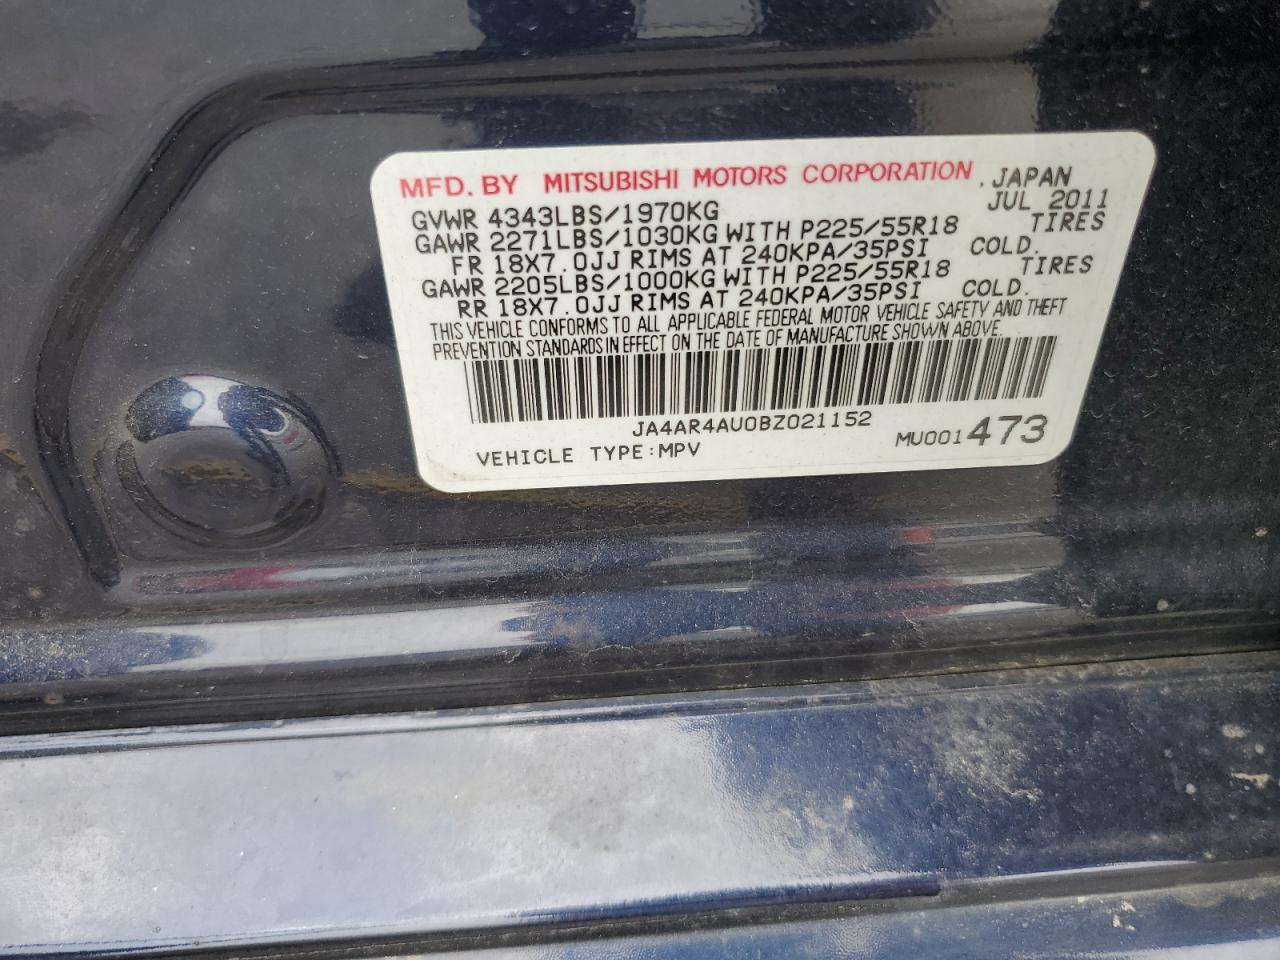 MFD. BY MITSUBISHI MOTORS CORPORATION, JAPAN
GVWR 4343LBS/1970KG JUL 2011
GAWR 2271LBS/1030KG WITH P225/55R18 TIRES
FR 18X7.0JJ RIMS AT 240KPA/35PSI COLD.
GAWR 2205LBS/1000KG WITH P225/55R18 TIRES
RR 18X7.0JJ RIMS AT 240KPA/35PSI COLD.
THIS VEHICLE CONFORMS TO ALL APPLICABLE FEDERAL MOTOR VEHICLE SAFETY AND THEFT
PREVENTION STANDARDS IN EFFECT ON THE DATE OF MANUFACTURE SHOWN ABOVE.
JA4AR4AU0BZ021152
VEHICLE TYPE:MPV MU001473